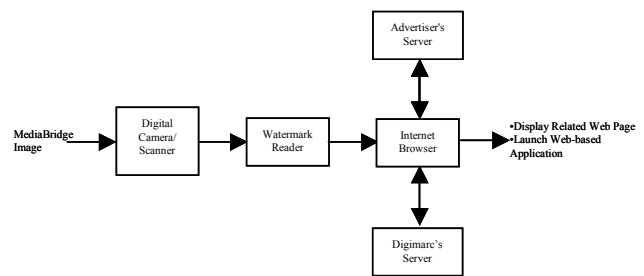 Advertiser's
Server
MediaBridge
Image
Digital
Camera/
Scanner
Watermark
Reader
Internet
Browser
•Display Related Web Page
•Launch Web-based
Application
Digimarc's
Server